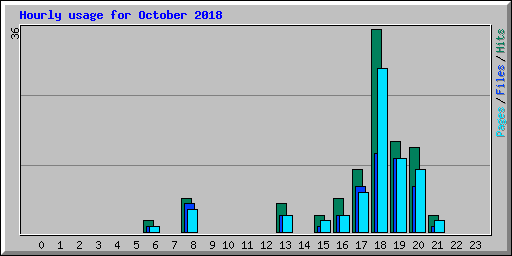 Hourly usage for October 2018
36
Pages/Files/Hits
0 1 2 3 4 5 6 7 8 9 10 11 12 13 14 15 16 17 18 19 20 21 22 23